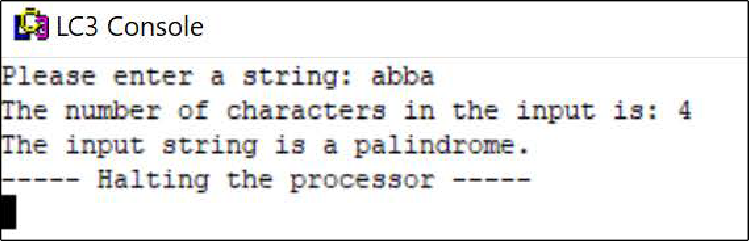 LC3 Console
Please enter a string: abba
The number of characters in the input is: 4
The input string is a palindrome.
----- Halting the processor -----